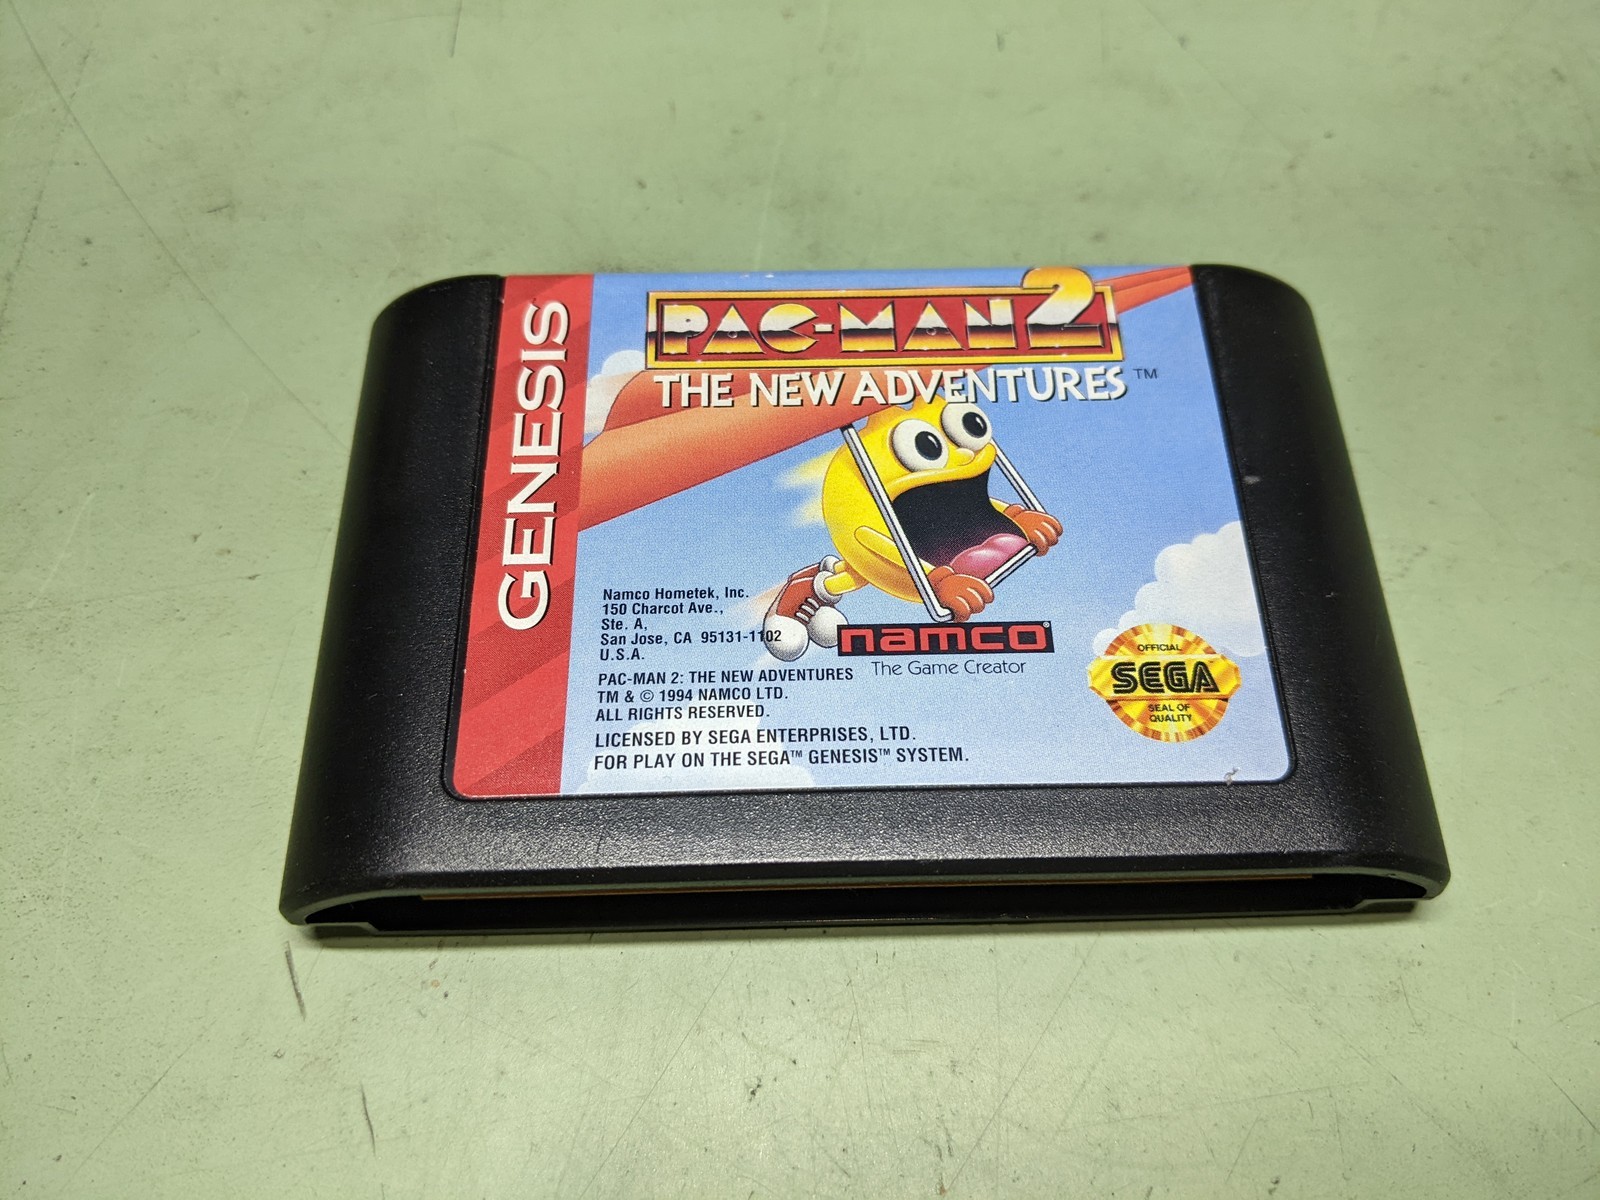 GENESIS
PAC-MAN 2
THE NEW ADVENTURES™
Namco Hometek, Inc.
150 Charcot Ave.,
Ste. A,
San Jose, CA 95131-1102
U.S.A.
namco®
The Game Creator
PAC-MAN 2: THE NEW ADVENTURES
TM & © 1994 NAMCO LTD.
ALL RIGHTS RESERVED.
LICENSED BY SEGA ENTERPRISES, LTD.
FOR PLAY ON THE SEGA™ GENESIS™ SYSTEM.
OFFICIAL
SEGA
SEAL OF
QUALITY